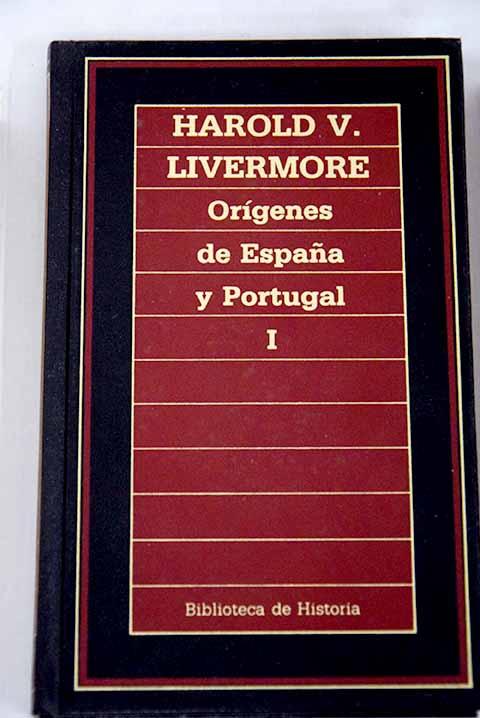 HAROLD V.
LIVERMORE
Orígenes
de España
y Portugal
I
Biblioteca de Historia